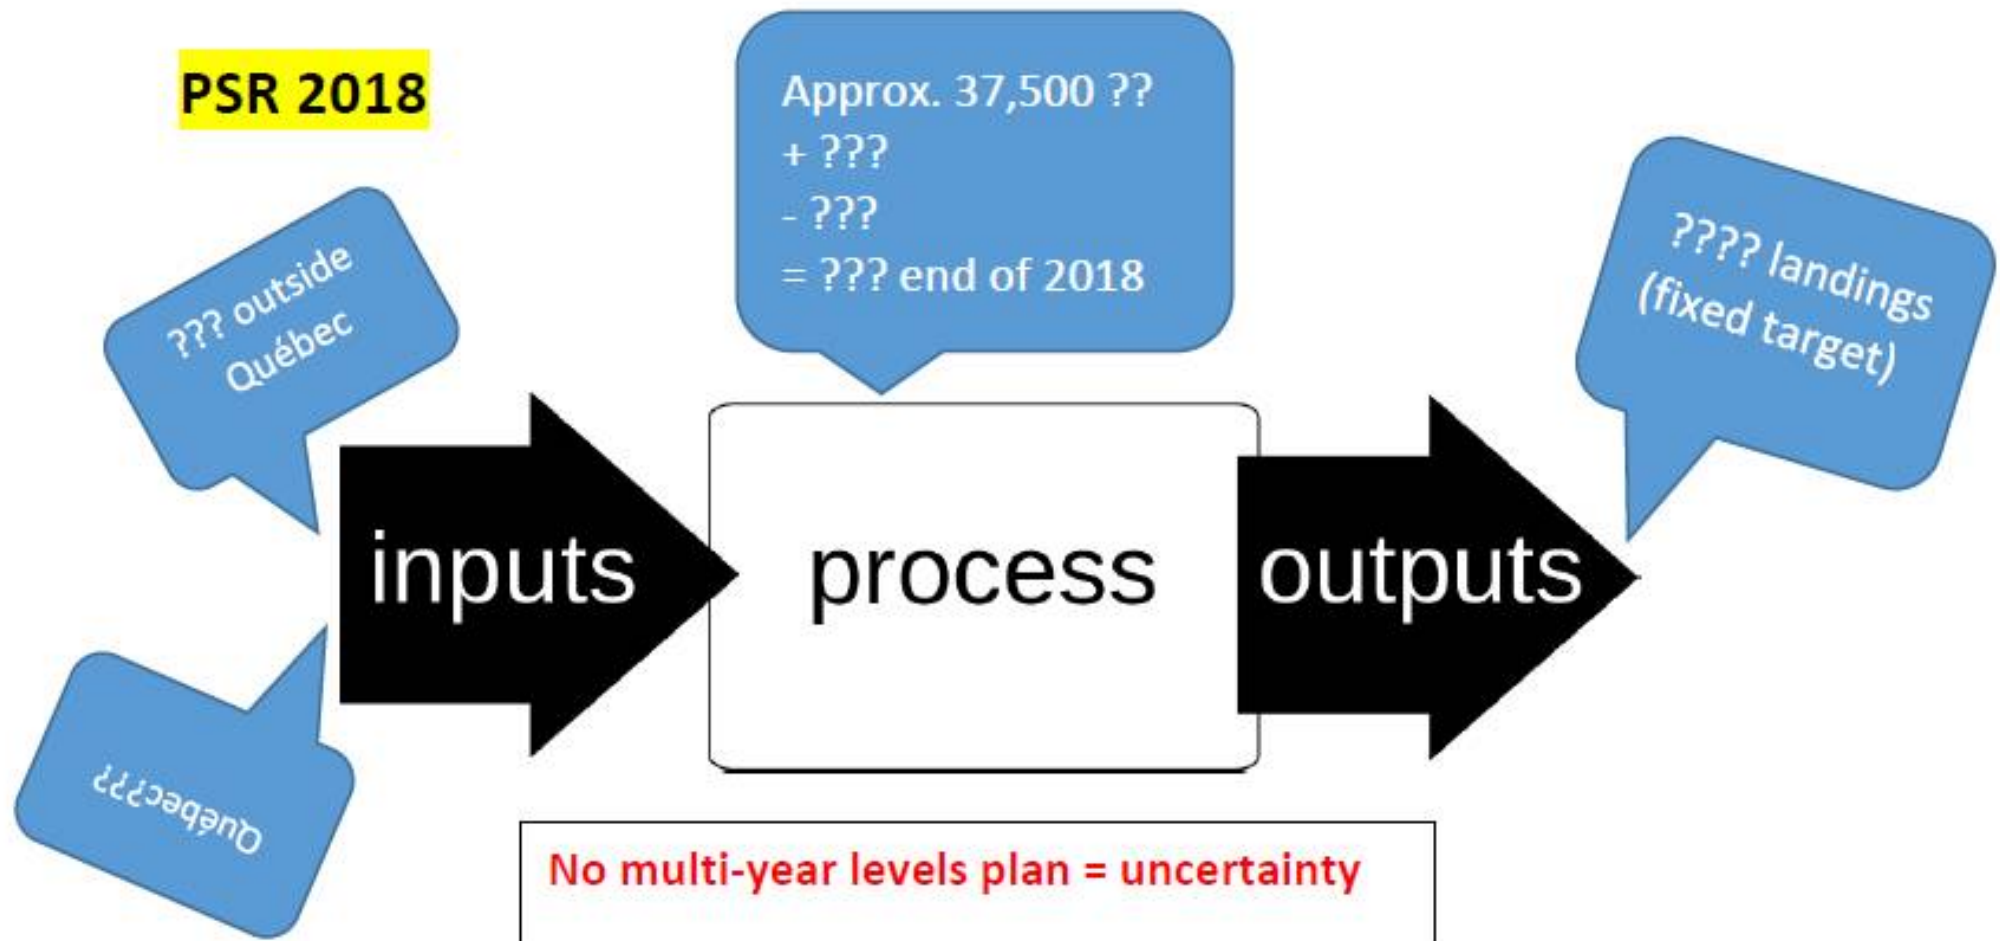 PSR 2018
Approx. 37,500 ??
+ ???
- ???
= ??? end of 2018
??? outside
Québec
???? landings
(fixed target)
inputs
process
outputs
Québec???
No multi-year levels plan = uncertainty